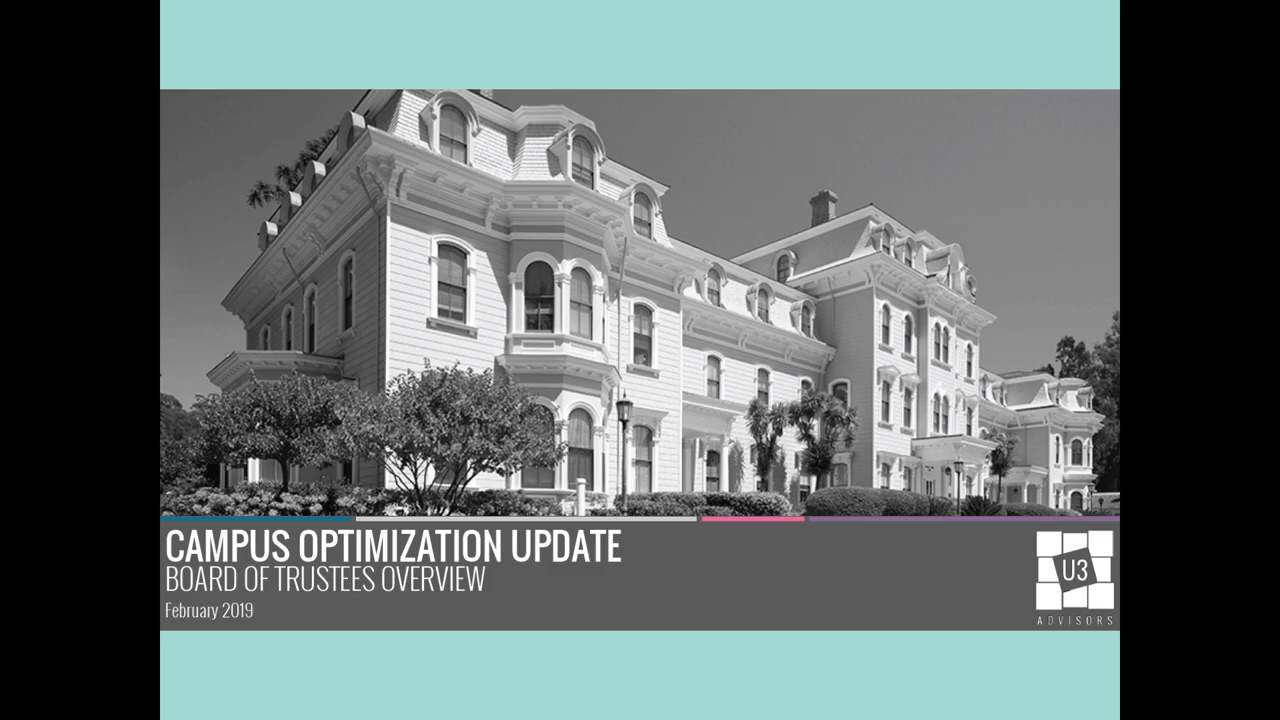 CAMPUS OPTIMIZATION UPDATE
BOARD OF TRUSTEES OVERVIEW
February 2019
U3
ADVISORS